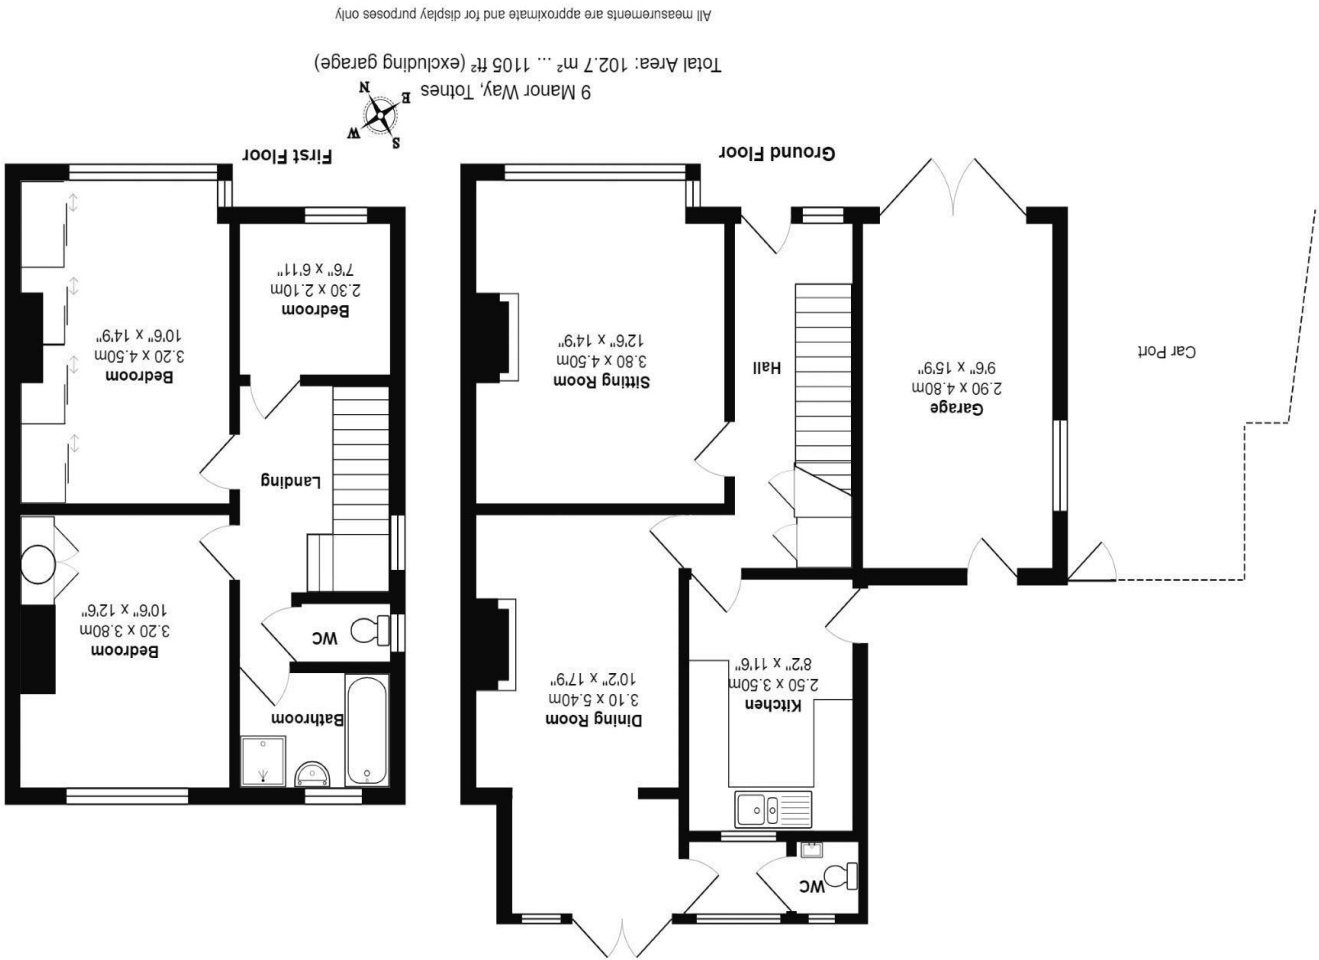 WC
Kitchen
2.50 x 3.50m
8'2" x 11'6"
Dining Room
3.10 x 5.40m
10'2" x 17'9"
Car Port
Garage
2.90 x 4.80m
9'6" x 15'9"
Hall
Sitting Room
3.80 x 4.50m
12'6" x 14'9"
Ground Floor
Bathroom
WC
Bedroom
3.20 x 3.80m
10'6" x 12'6"
Landing
Bedroom
3.20 x 4.50m
10'6" x 14'9"
Bedroom
2.30 x 2.10m
7'6" x 6'11"
First Floor
S
W
E
N
9 Manor Way, Totnes
Total Area: 102.7 m² ... 1105 ft² (excluding garage)
All measurements are approximate and for display purposes only